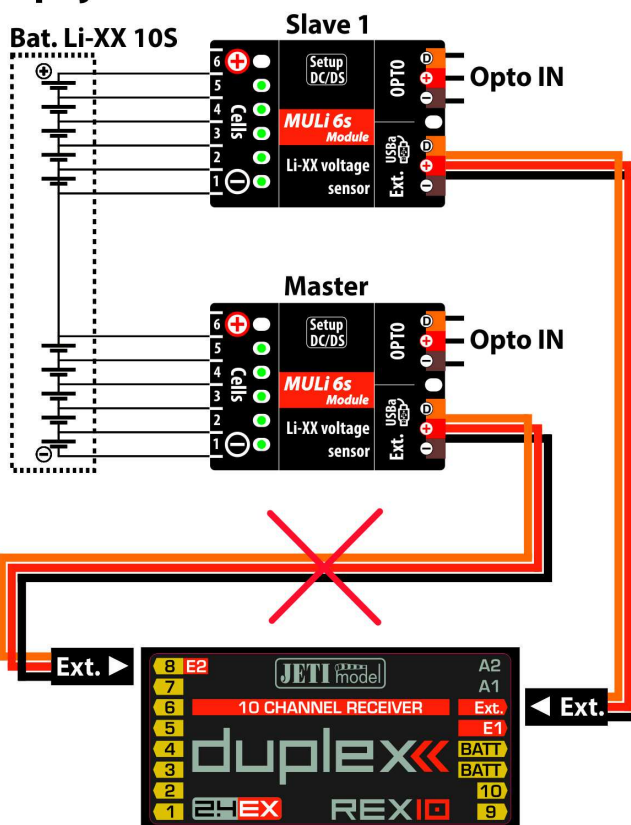 Bat. Li-XX 10S
Slave 1
6
5
4
3
2
1
Cells
Setup
DC/DS
MULi 6s
Module
Li-XX voltage
sensor
OPTO
D
Ext.
USBa
D
Opto IN
Master
6
5
4
3
2
1
Cells
Setup
DC/DS
MULi 6s
Module
Li-XX voltage
sensor
OPTO
D
Ext.
USBa
D
Opto IN
Ext.
8 E2
7
6
5
4
3
2
1
JETI model
10 CHANNEL RECEIVER
duplex
2.4EX
REX10
A2
A1
Ext.
E1
BATT
BATT
10
9
Ext.